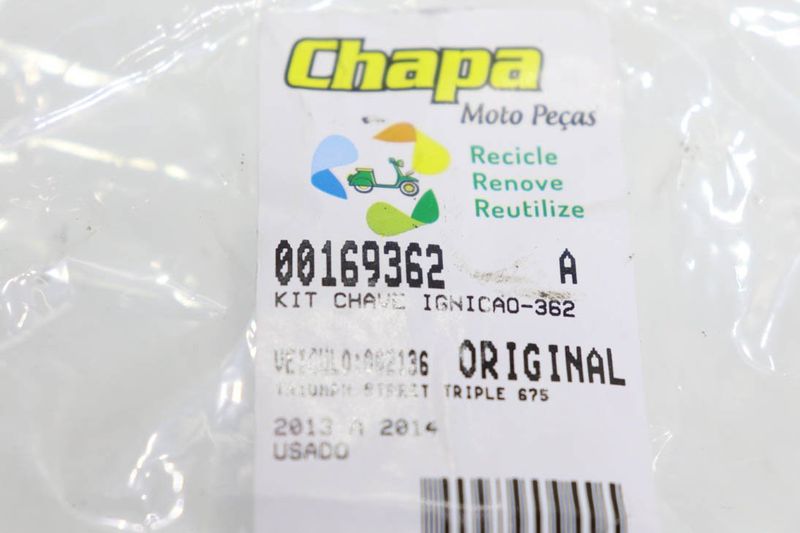 Chapa
Moto Peças
Recicle
Renove
Reutilize
00169362 A
KIT CHAVE IGNICAO-362
VEICULO:002136 ORIGINAL
TRIUMPH STREET TRIPLE 675
2013 A 2014
USADO